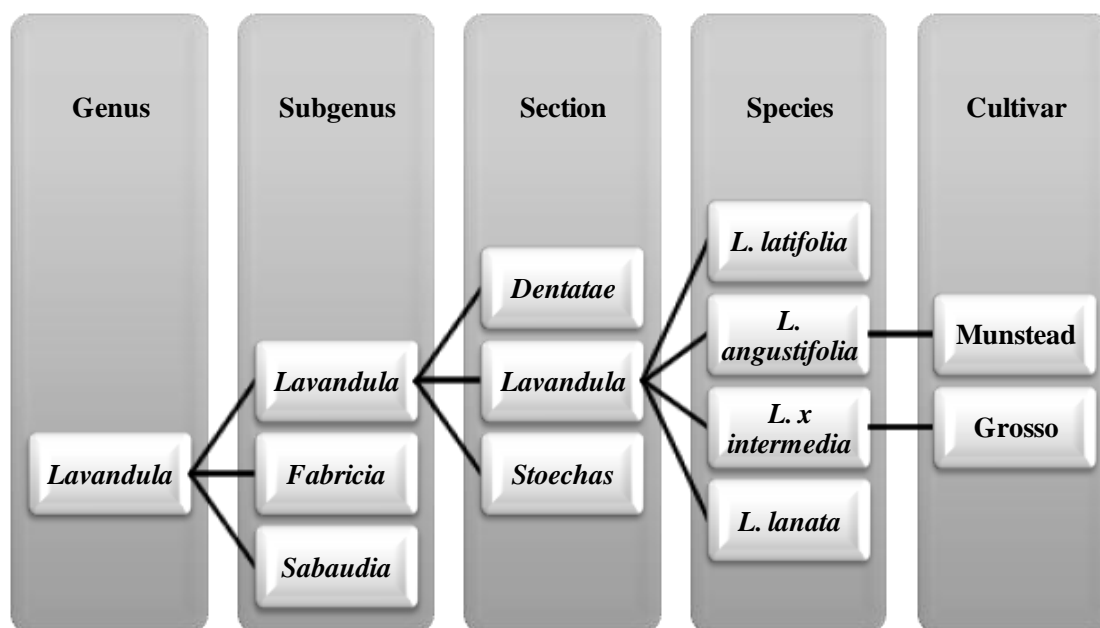 Genus
Subgenus
Section
Species
Cultivar
Lavandula
Lavandula
Fabricia
Sabaudia
Dentatae
Lavandula
Stoechas
L. latifolia
L.
angustifolia
L. x
intermedia
L. lanata
Munstead
Grosso